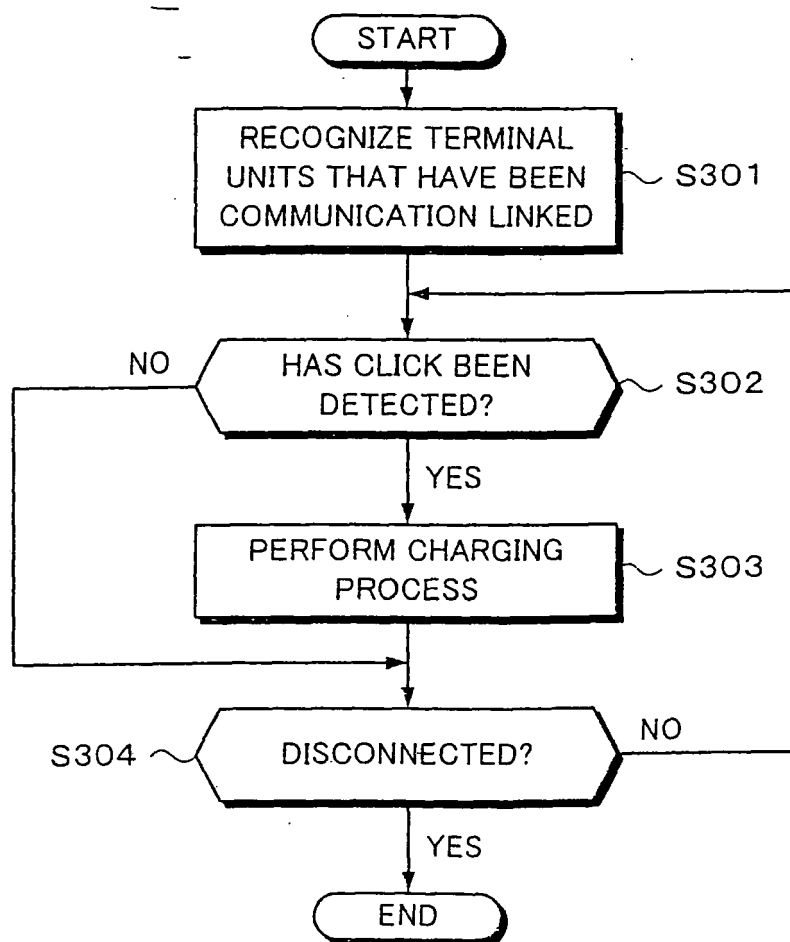 START
RECOGNIZE TERMINAL
UNITS THAT HAVE BEEN
COMMUNICATION LINKED
S301
NO
HAS CLICK BEEN
DETECTED?
S302
YES
PERFORM CHARGING
PROCESS
S303
S304
DISCONNECTED?
NO
YES
END